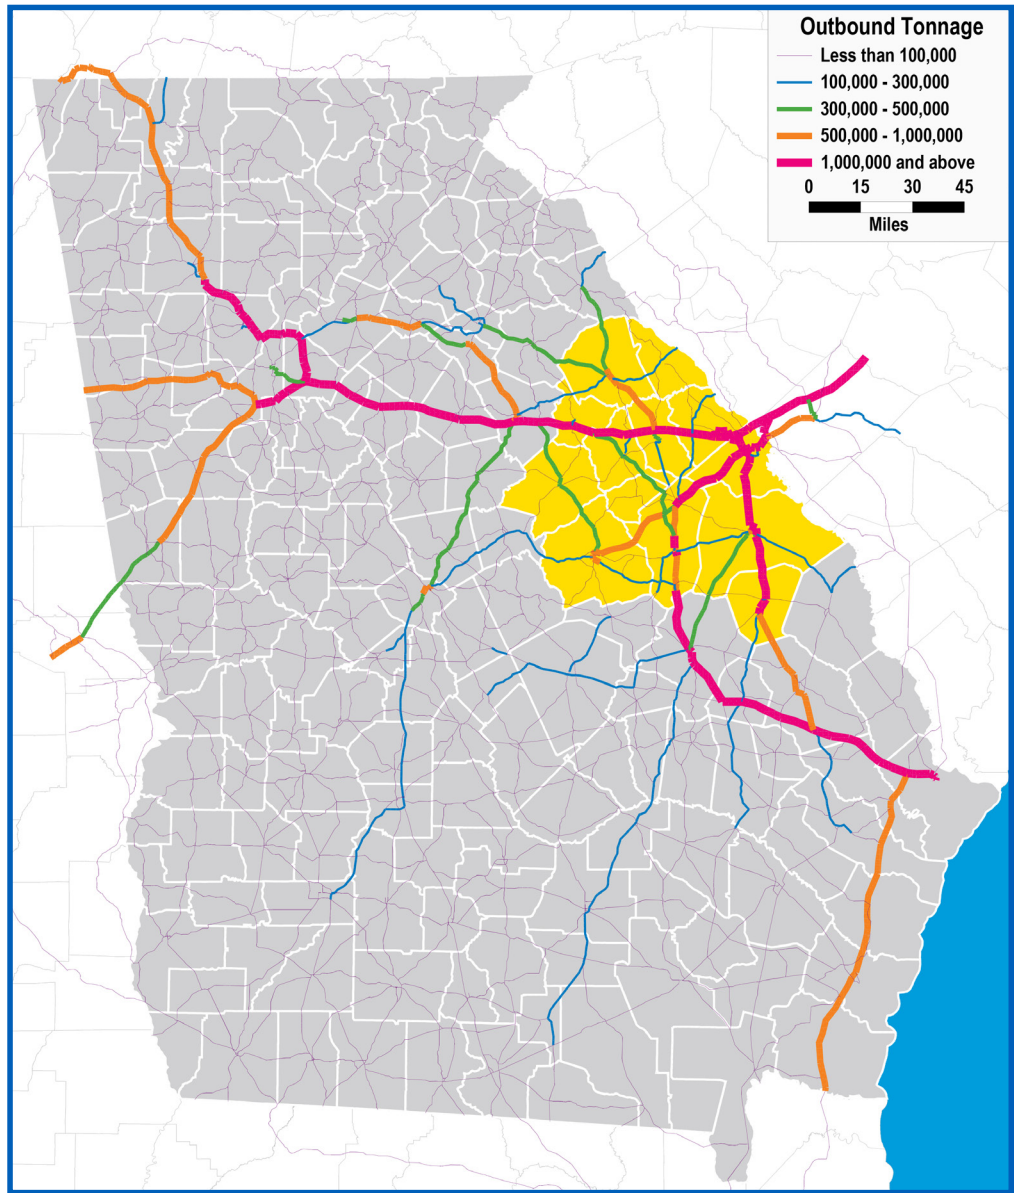 Outbound Tonnage
Less than 100,000
100,000 - 300,000
300,000 - 500,000
500,000 - 1,000,000
1,000,000 and above
0 15 30 45
Miles